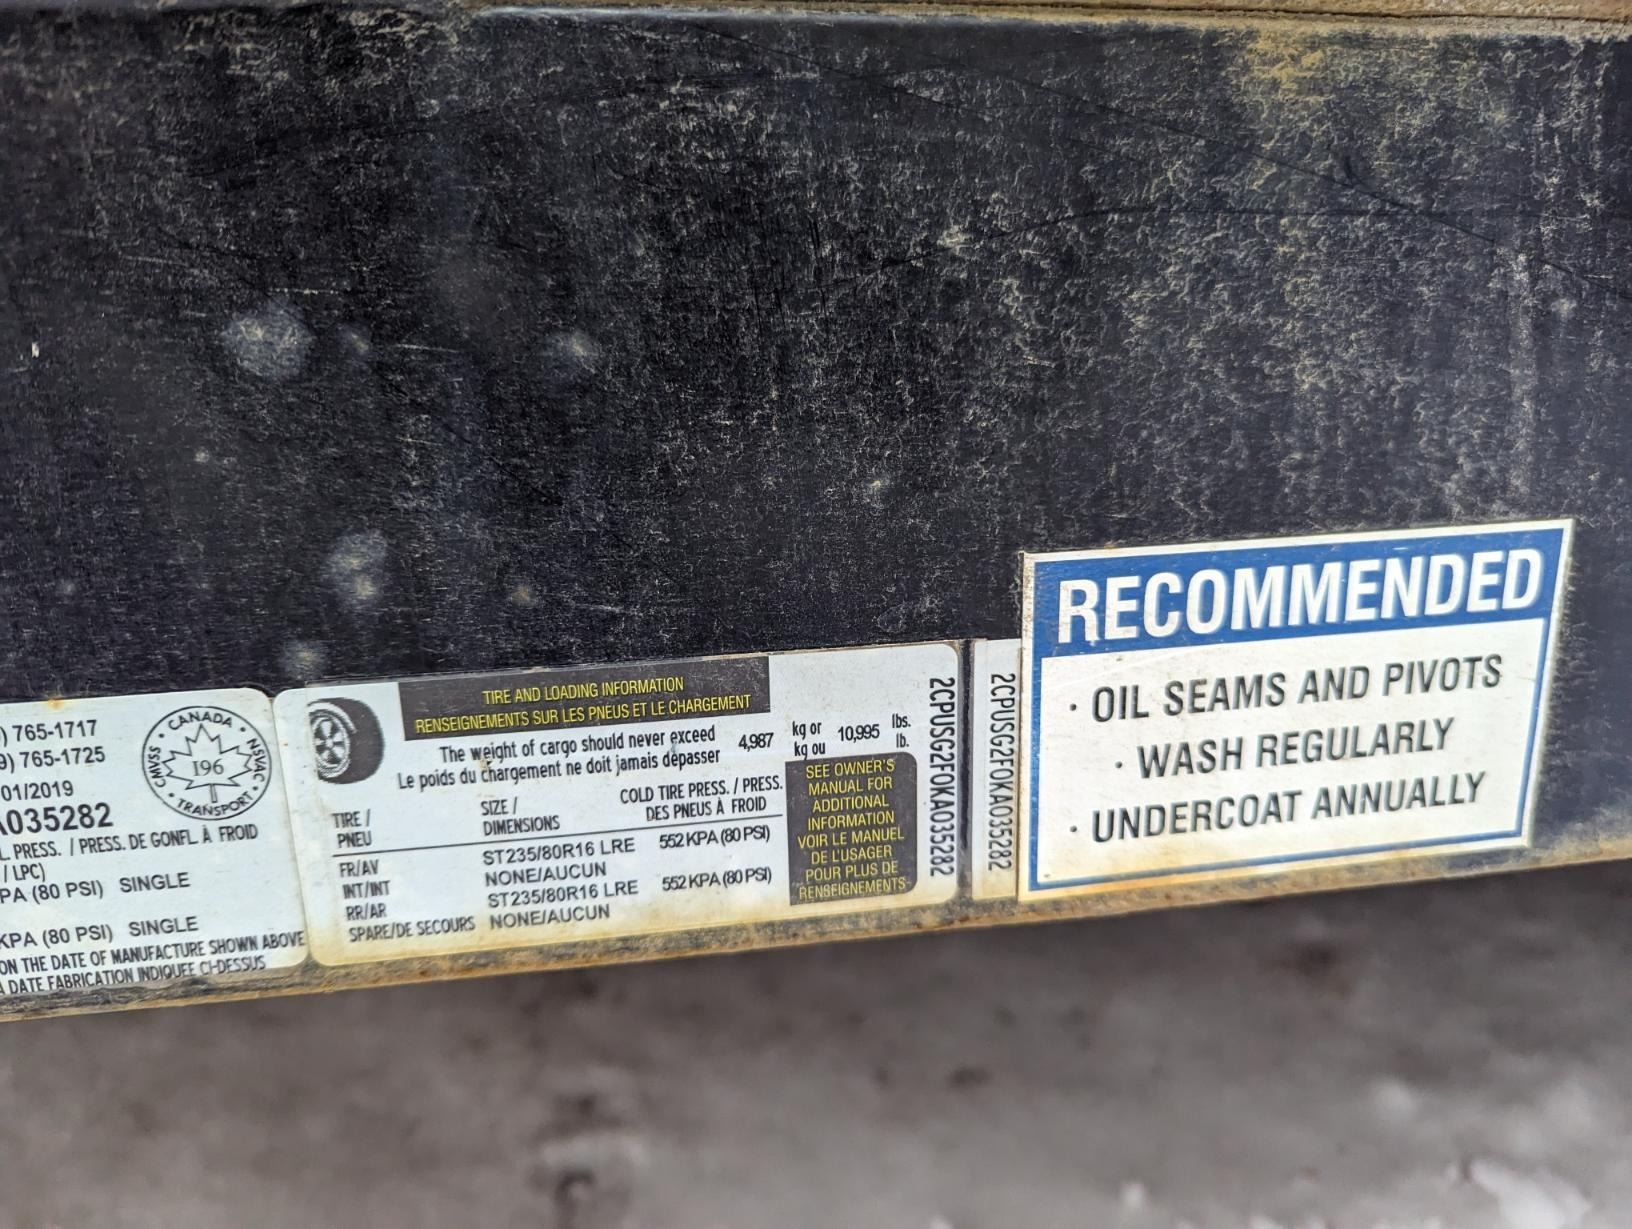 ) 765-1717
9) 765-1725
01/2019
A035282
L PRESS. / PRESS. DE GONFL À FROID
/ LPC)
PA (80 PSI) SINGLE
KPA (80 PSI) SINGLE
ON THE DATE OF MANUFACTURE SHOWN ABOVE
A DATE FABRICATION INDIQUÉE CI-DESSUS
CANADA
CMVSS
NSVAC
196
TRANSPORT
TIRE AND LOADING INFORMATION
RENSEIGNEMENTS SUR LES PNEUS ET LE CHARGEMENT
The weight of cargo should never exceed
Le poids du chargement ne doit jamais dépasser
4,987 kg or 10,995 lbs.
kg ou lb.
TIRE / SIZE / COLD TIRE PRESS. / PRESS.
PNEU DIMENSIONS DES PNEUS À FROID
FR/AV ST235/80R16 LRE 552 KPA (80 PSI)
INT/INT NONE/AUCUN
RR/AR ST235/80R16 LRE 552 KPA (80 PSI)
SPARE/DE SECOURS NONE/AUCUN
SEE OWNER'S
MANUAL FOR
ADDITIONAL
INFORMATION
VOIR LE MANUEL
DE L'USAGER
POUR PLUS DE
RENSEIGNEMENTS
2CPUSG2F0KA035282
2CPUSG2F0KA035282
RECOMMENDED
· OIL SEAMS AND PIVOTS
· WASH REGULARLY
· UNDERCOAT ANNUALLY